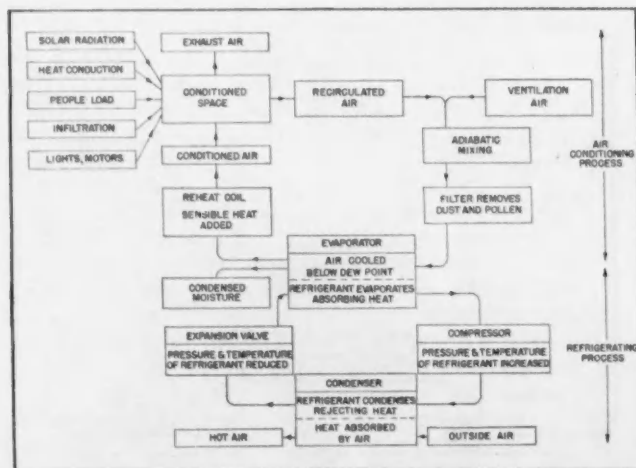 SOLAR RADIATION
HEAT CONDUCTION
PEOPLE LOAD
INFILTRATION
LIGHTS, MOTORS
EXHAUST AIR
CONDITIONED
SPACE
CONDITIONED AIR
REHEAT COIL
SENSIBLE HEAT
ADDED
RECIRCULATED
AIR
VENTILATION
AIR
ADIABATIC
MIXING
FILTER REMOVES
DUST AND POLLEN
AIR
CONDITIONING
PROCESS
EVAPORATOR
AIR COOLED
BELOW DEW POINT
REFRIGERANT EVAPORATES
ABSORBING HEAT
CONDENSED
MOISTURE
EXPANSION VALVE
PRESSURE & TEMPERATURE
OF REFRIGERANT REDUCED
COMPRESSOR
PRESSURE & TEMPERATURE
OF REFRIGERANT INCREASED
REFRIGERATING
PROCESS
CONDENSER
REFRIGERANT CONDENSES
REJECTING HEAT
HEAT ABSORBED
BY AIR
HOT AIR
OUTSIDE AIR